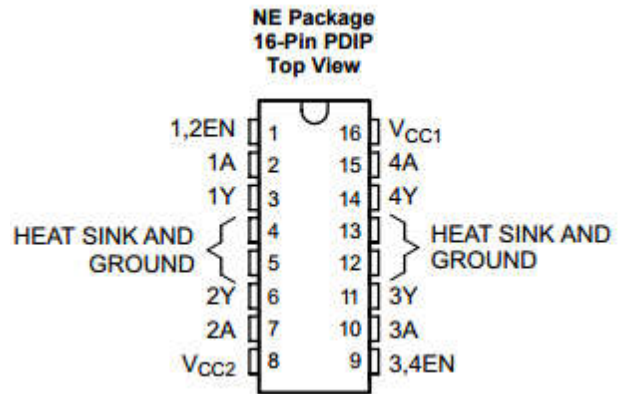 NE Package
16-Pin PDIP
Top View
1,2EN 1 16 VCC1
1A 2 15 4A
1Y 3 14 4Y
HEAT SINK AND GROUND 4 13 HEAT SINK AND GROUND
5 12
2Y 6 11 3Y
2A 7 10 3A
VCC2 8 9 3,4EN